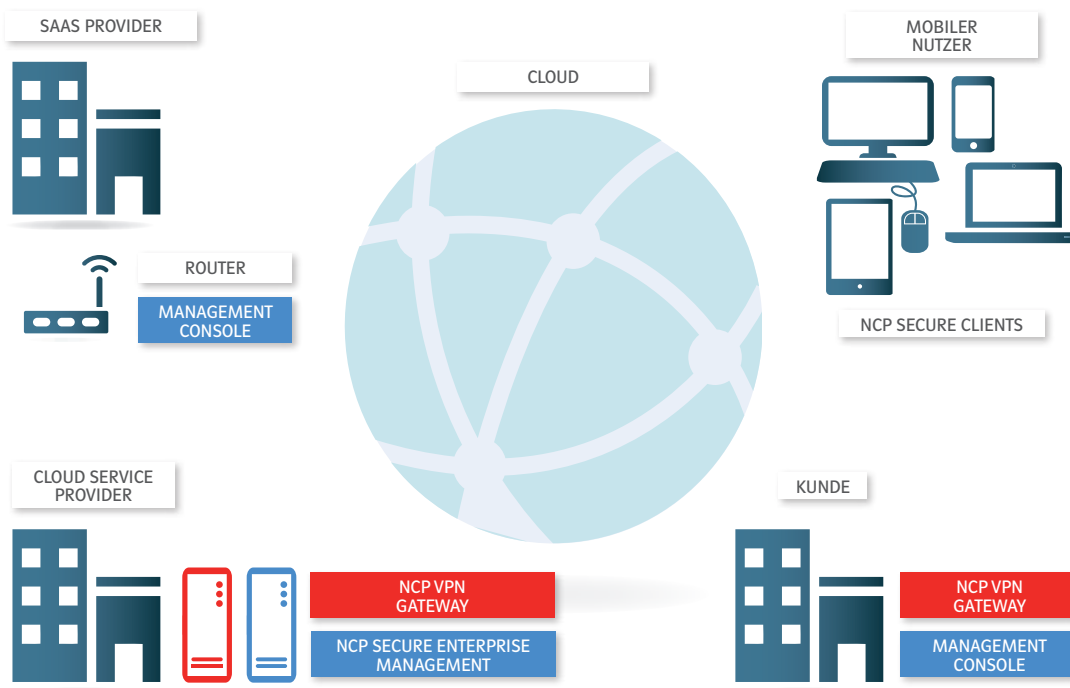 SAAS PROVIDER
CLOUD
MOBILER
NUTZER
ROUTER
MANAGEMENT
CONSOLE
NCP SECURE CLIENTS
CLOUD SERVICE
PROVIDER
NCP VPN
GATEWAY
NCP SECURE ENTERPRISE
MANAGEMENT
KUNDE
NCP VPN
GATEWAY
MANAGEMENT
CONSOLE